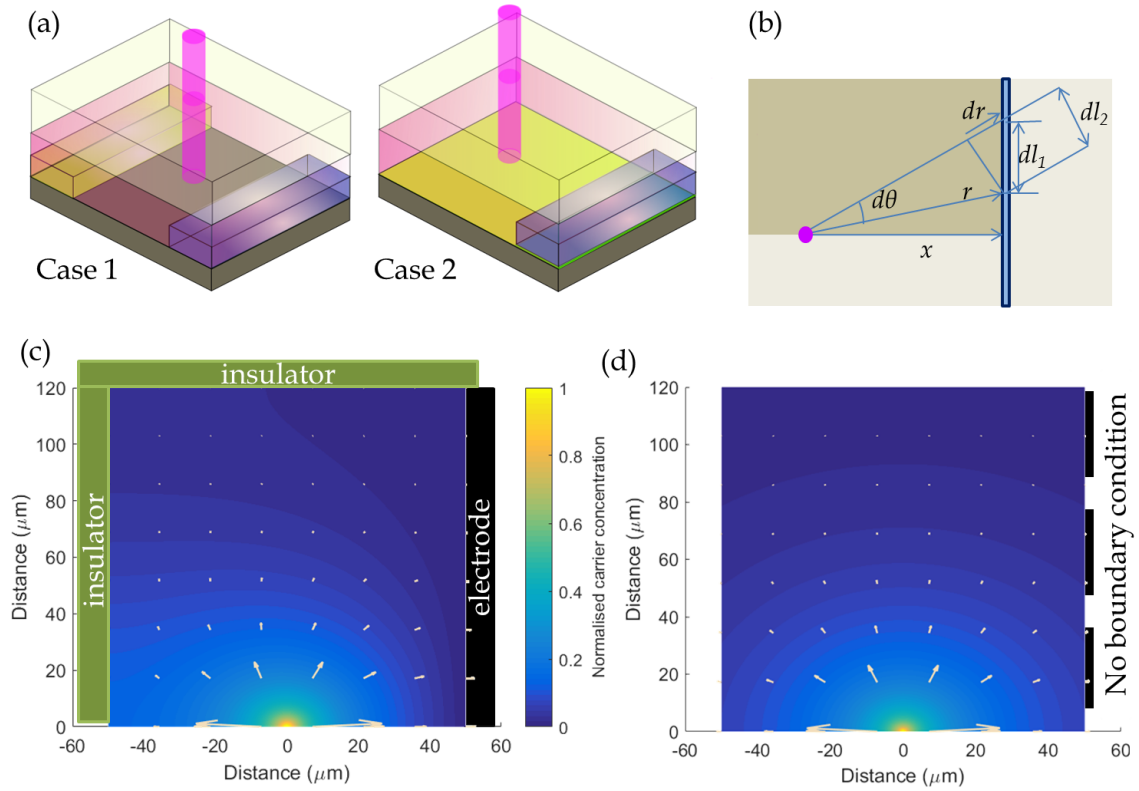 (a)
Case 1
Case 2
(b)
dr
dl2
dl1
dθ
r
x
(c)
insulator
insulator
electrode
120
100
80
60
40
20
0
-60
-40
-20
0
20
40
60
Distance (μm)
Distance (μm)
1
0.8
0.6
0.4
0.2
0
Normalised carrier concentration
(d)
No boundary condition
120
100
80
60
40
20
0
-60
-40
-20
0
20
40
60
Distance (μm)
Distance (μm)